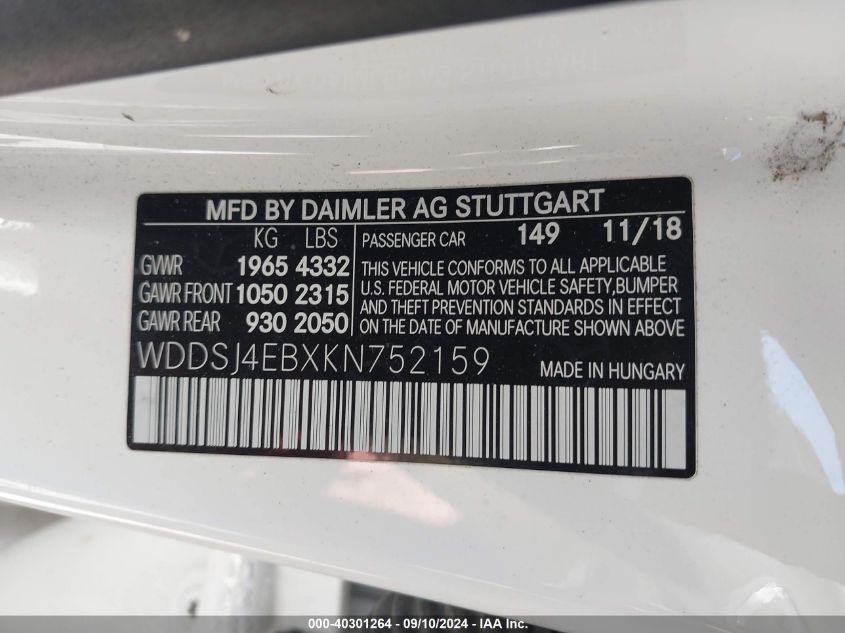 MFD BY DAIMLER AG STUTTGART
KG LBS
GVWR 1965 4332
GAWR FRONT 1050 2315
GAWR REAR 930 2050
PASSENGER CAR 149 11/18
THIS VEHICLE CONFORMS TO ALL APPLICABLE
U.S. FEDERAL MOTOR VEHICLE SAFETY, BUMPER
AND THEFT PREVENTION STANDARDS IN EFFECT
ON THE DATE OF MANUFACTURE SHOWN ABOVE
WDDSJ4EBXKN752159
MADE IN HUNGARY
000-40301264 - 09/10/2024 - IAA Inc.